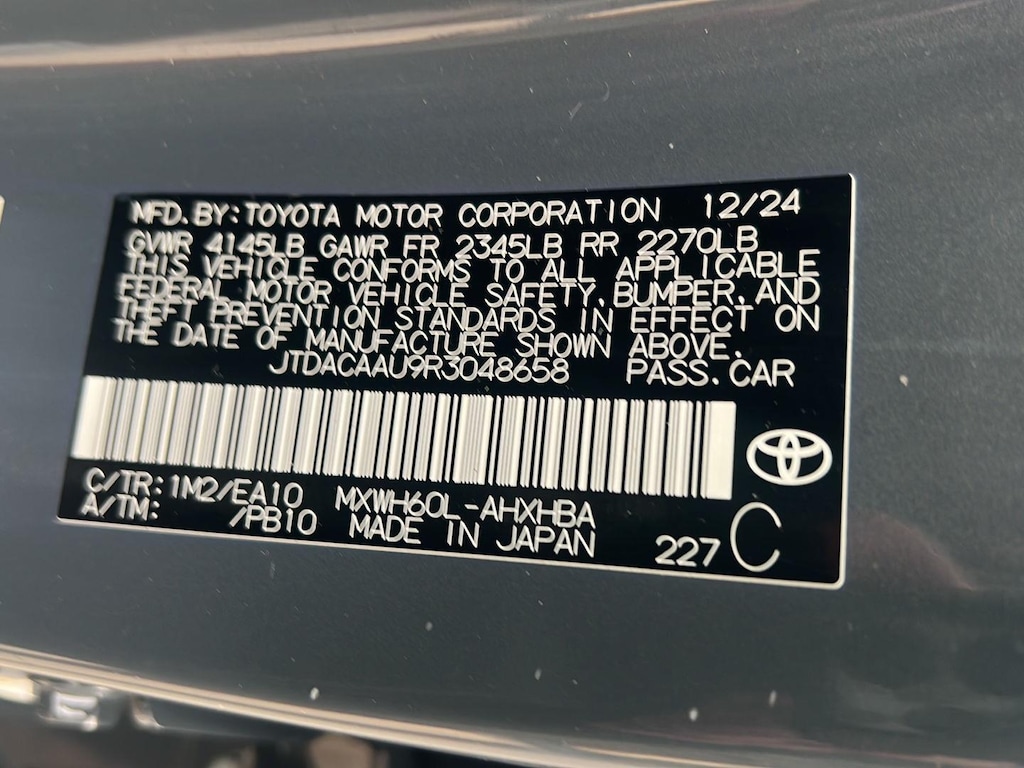 MFD.BY:TOYOTA MOTOR CORPORATION 12/24
GVWR 4145LB GAWR FR 2345LB RR 2270LB
THIS VEHICLE CONFORMS TO ALL APPLICABLE
FEDERAL MOTOR VEHICLE SAFETY,BUMPER,AND
THEFT PREVENTION STANDARDS IN EFFECT ON
THE DATE OF MANUFACTURE SHOWN ABOVE.
JTDACAAU9R3048658 PASS.CAR
C/TR:1M2/EA10 MXWH60L-AHXHBA
A/TM: /PB10 MADE IN JAPAN 227 C